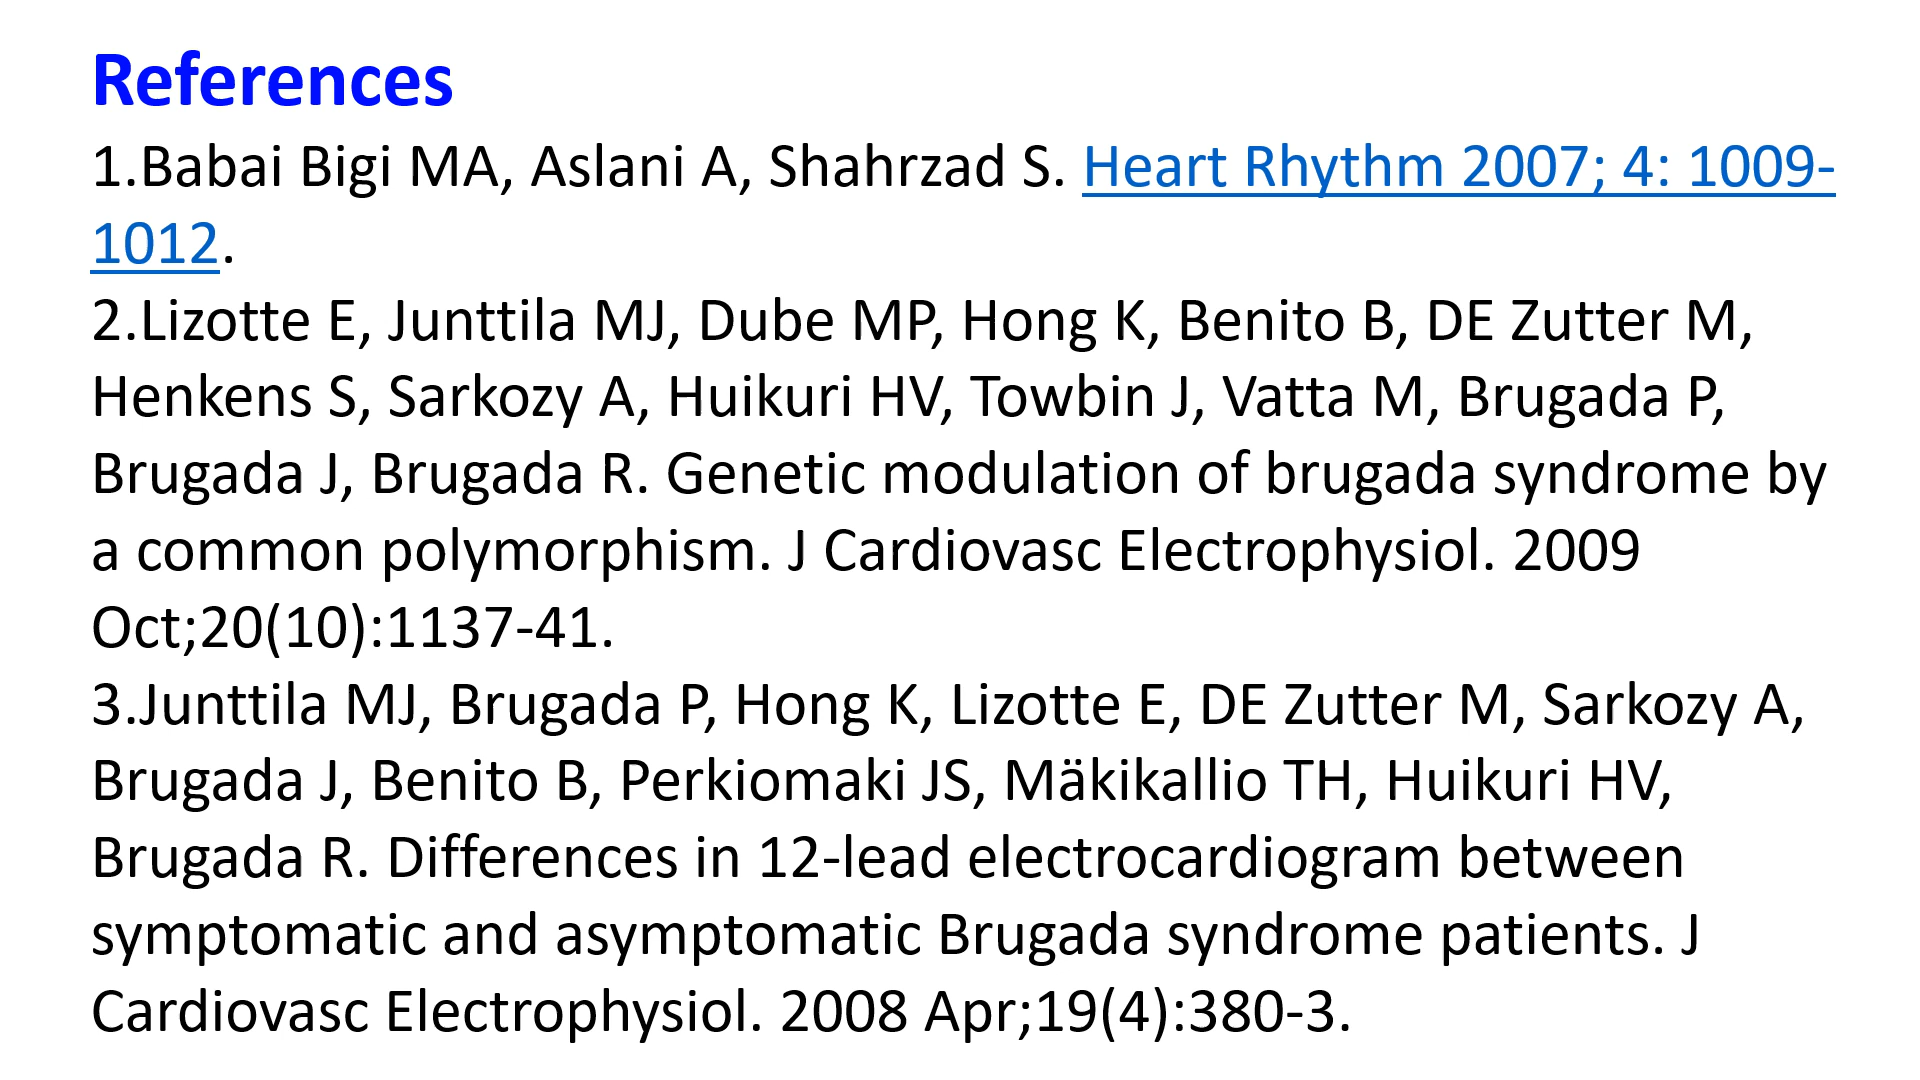 References
1.Babai Bigi MA, Aslani A, Shahrzad S. Heart Rhythm 2007; 4: 1009-
1012.
2.Lizotte E, Junttila MJ, Dube MP, Hong K, Benito B, DE Zutter M,
Henkens S, Sarkozy A, Huikuri HV, Towbin J, Vatta M, Brugada P,
Brugada J, Brugada R. Genetic modulation of brugada syndrome by
a common polymorphism. J Cardiovasc Electrophysiol. 2009
Oct;20(10):1137-41.
3.Junttila MJ, Brugada P, Hong K, Lizotte E, DE Zutter M, Sarkozy A,
Brugada J, Benito B, Perkiomaki JS, Mäkikallio TH, Huikuri HV,
Brugada R. Differences in 12-lead electrocardiogram between
symptomatic and asymptomatic Brugada syndrome patients. J
Cardiovasc Electrophysiol. 2008 Apr;19(4):380-3.